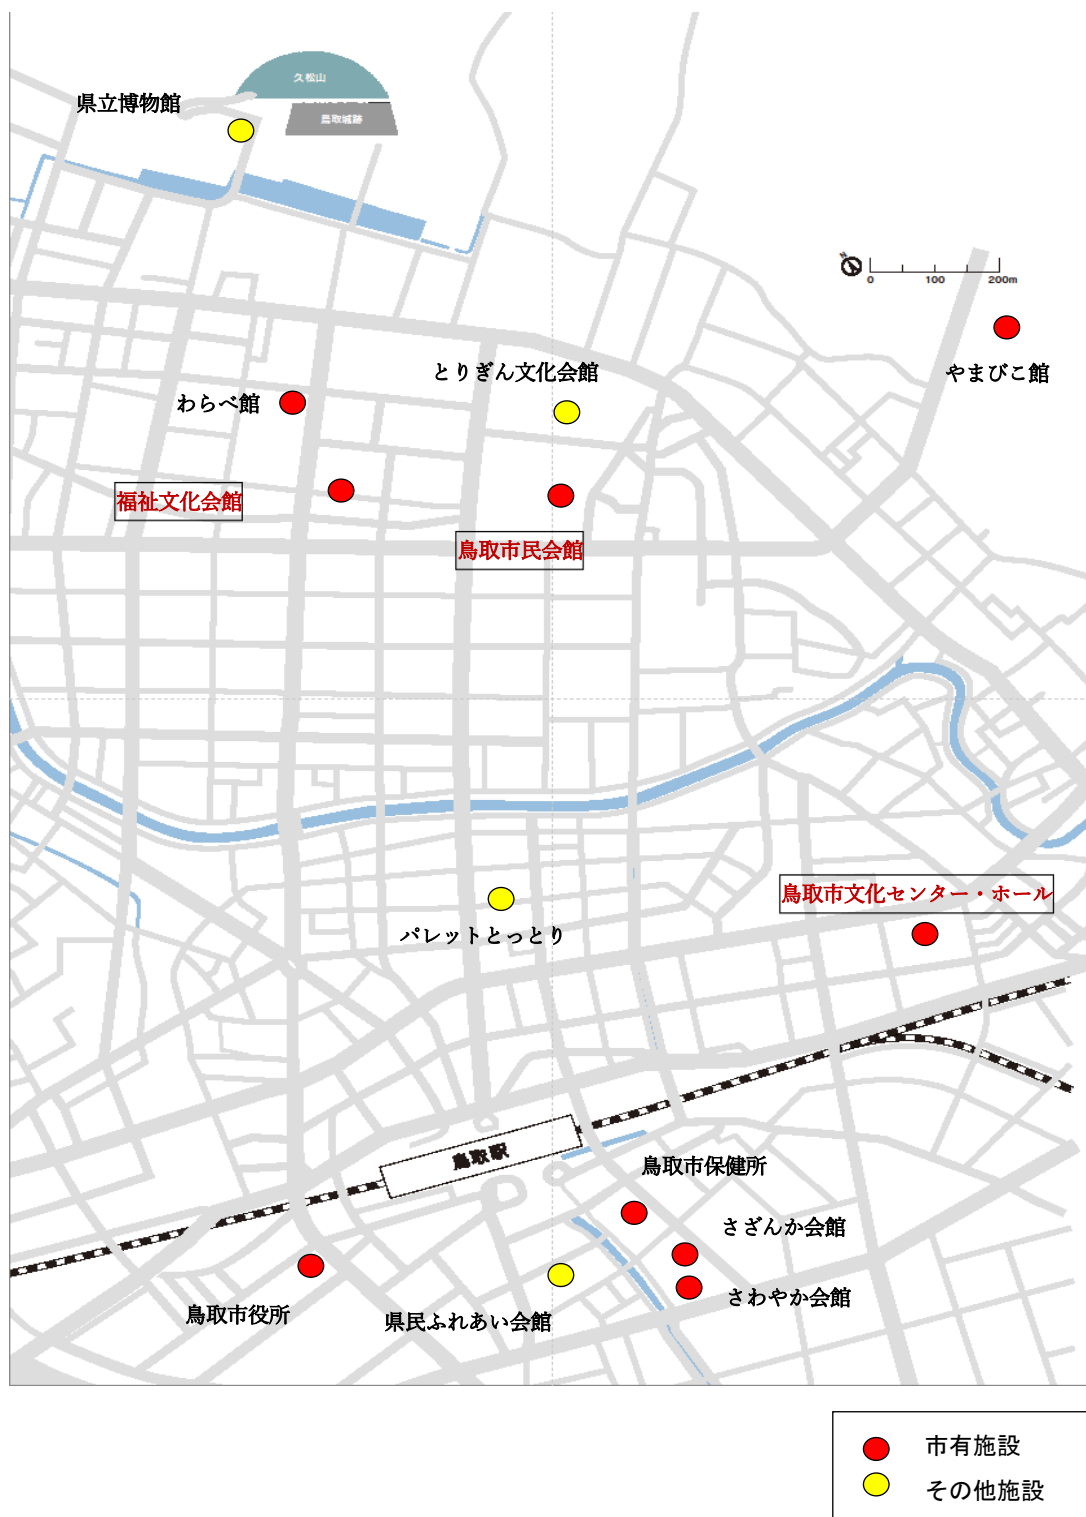 久松山
県立博物館
鳥取城跡
0 100 200m
やまびこ館
とりぎん文化会館
わらべ館
福祉文化会館
鳥取市民会館
鳥取市文化センター・ホール
パレットとっとり
鳥取駅
鳥取市保健所
さざんか会館
さわやか会館
鳥取市役所
県民ふれあい会館
市有施設
その他施設